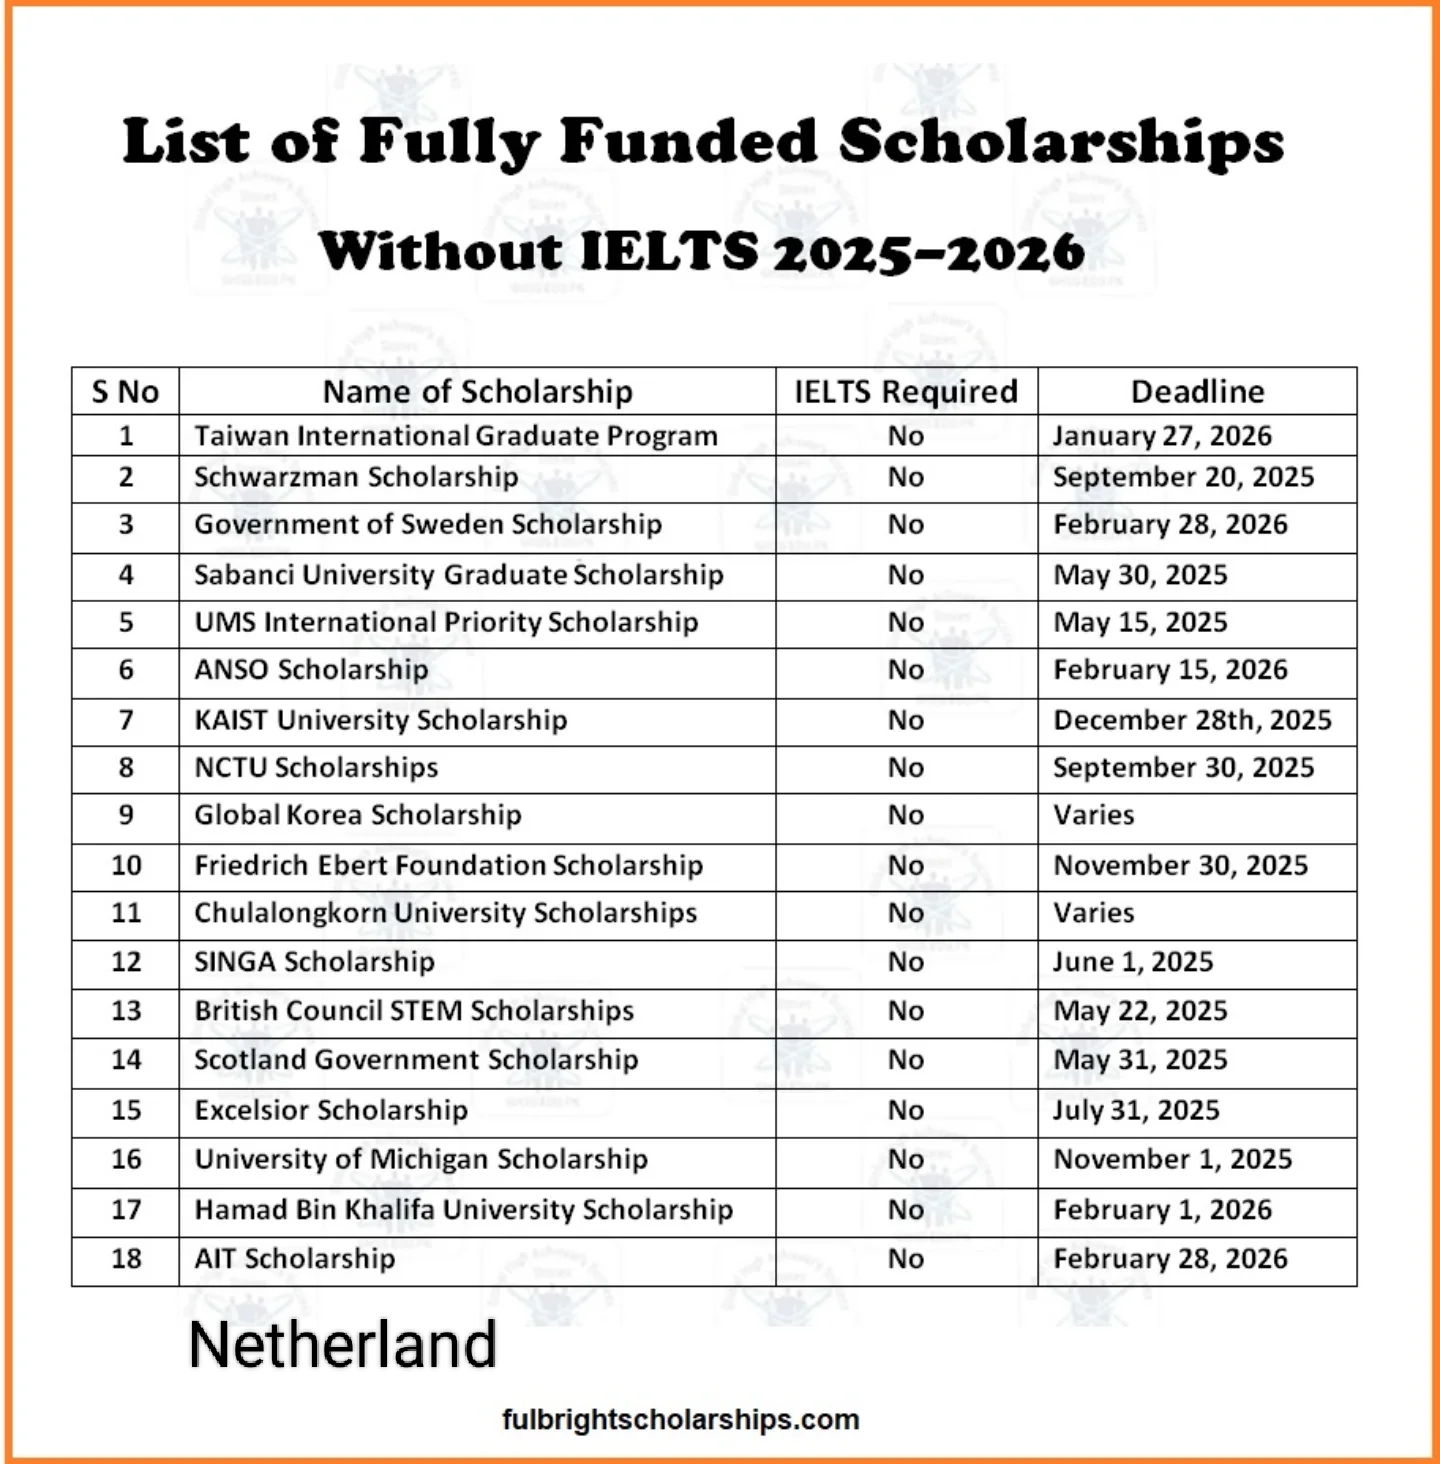 List of Fully Funded Scholarships
Without IELTS 2025–2026
S No Name of Scholarship IELTS Required Deadline
1 Taiwan International Graduate Program No January 27, 2026
2 Schwarzman Scholarship No September 20, 2025
3 Government of Sweden Scholarship No February 28, 2026
4 Sabanci University Graduate Scholarship No May 30, 2025
5 UMS International Priority Scholarship No May 15, 2025
6 ANSO Scholarship No February 15, 2026
7 KAIST University Scholarship No December 28th, 2025
8 NCTU Scholarships No September 30, 2025
9 Global Korea Scholarship No Varies
10 Friedrich Ebert Foundation Scholarship No November 30, 2025
11 Chulalongkorn University Scholarships No Varies
12 SINGA Scholarship No June 1, 2025
13 British Council STEM Scholarships No May 22, 2025
14 Scotland Government Scholarship No May 31, 2025
15 Excelsior Scholarship No July 31, 2025
16 University of Michigan Scholarship No November 1, 2025
17 Hamad Bin Khalifa University Scholarship No February 1, 2026
18 AIT Scholarship No February 28, 2026
Netherland
fulbrightscholarships.com